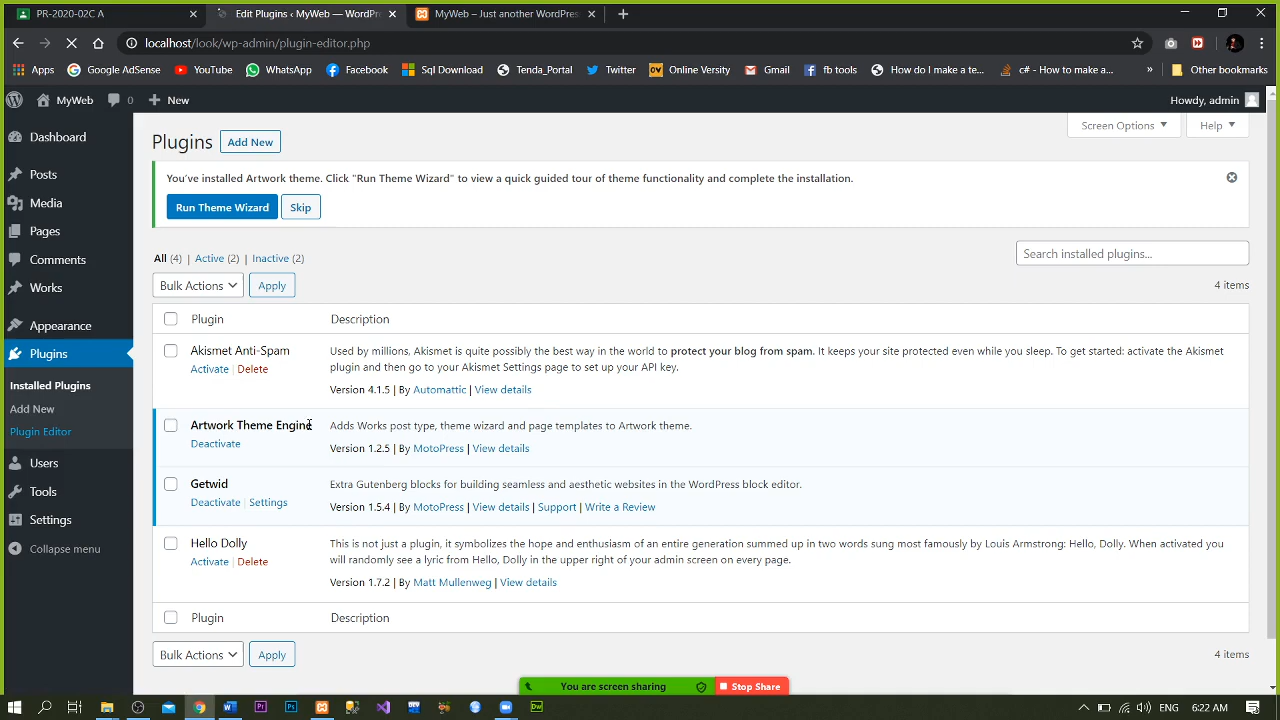 PR-2020-02C A
Edit Plugins ‹ MyWeb — WordPr
MyWeb – Just another WordPres
localhost/look/wp-admin/plugin-editor.php
Apps Google AdSense YouTube WhatsApp Facebook Sql Download Tenda_Portal Twitter Online Versity Gmail fb tools How do I make a te... c# - How to make a... » Other bookmarks
MyWeb 0 + New Howdy, admin
Screen Options Help
Dashboard
Posts
Media
Pages
Comments
Works
Appearance
Plugins
Installed Plugins
Add New
Plugin Editor
Users
Tools
Settings
Collapse menu
Plugins Add New
You've installed Artwork theme. Click "Run Theme Wizard" to view a quick guided tour of theme functionality and complete the installation.
Run Theme Wizard Skip
All (4) | Active (2) | Inactive (2)
Search installed plugins...
Bulk Actions Apply 4 items
Plugin Description
Akismet Anti-Spam
Activate | Delete
Used by millions, Akismet is quite possibly the best way in the world to protect your blog from spam. It keeps your site protected even while you sleep. To get started: activate the Akismet
plugin and then go to your Akismet Settings page to set up your API key.
Version 4.1.5 | By Automattic | View details
Artwork Theme Engine
Deactivate
Adds Works post type, theme wizard and page templates to Artwork theme.
Version 1.2.5 | By MotoPress | View details
Getwid
Deactivate | Settings
Extra Gutenberg blocks for building seamless and aesthetic websites in the WordPress block editor.
Version 1.5.4 | By MotoPress | View details | Support | Write a Review
Hello Dolly
Activate | Delete
This is not just a plugin, it symbolizes the hope and enthusiasm of an entire generation summed up in two words sung most famously by Louis Armstrong: Hello, Dolly. When activated you
will randomly see a lyric from Hello, Dolly in the upper right of your admin screen on every page.
Version 1.7.2 | By Matt Mullenweg | View details
Plugin Description
Bulk Actions Apply 4 items
You are screen sharing Stop Share
ENG 6:22 AM